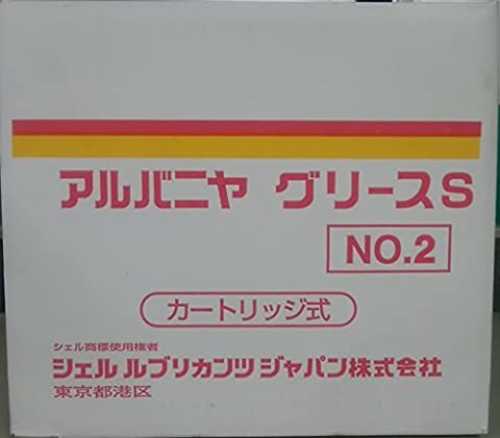 アルバニヤ グリースS
NO.2
カートリッジ式
シェル商標使用権者
シェル ルブリカンツ ジャパン株式会社
東京都港区